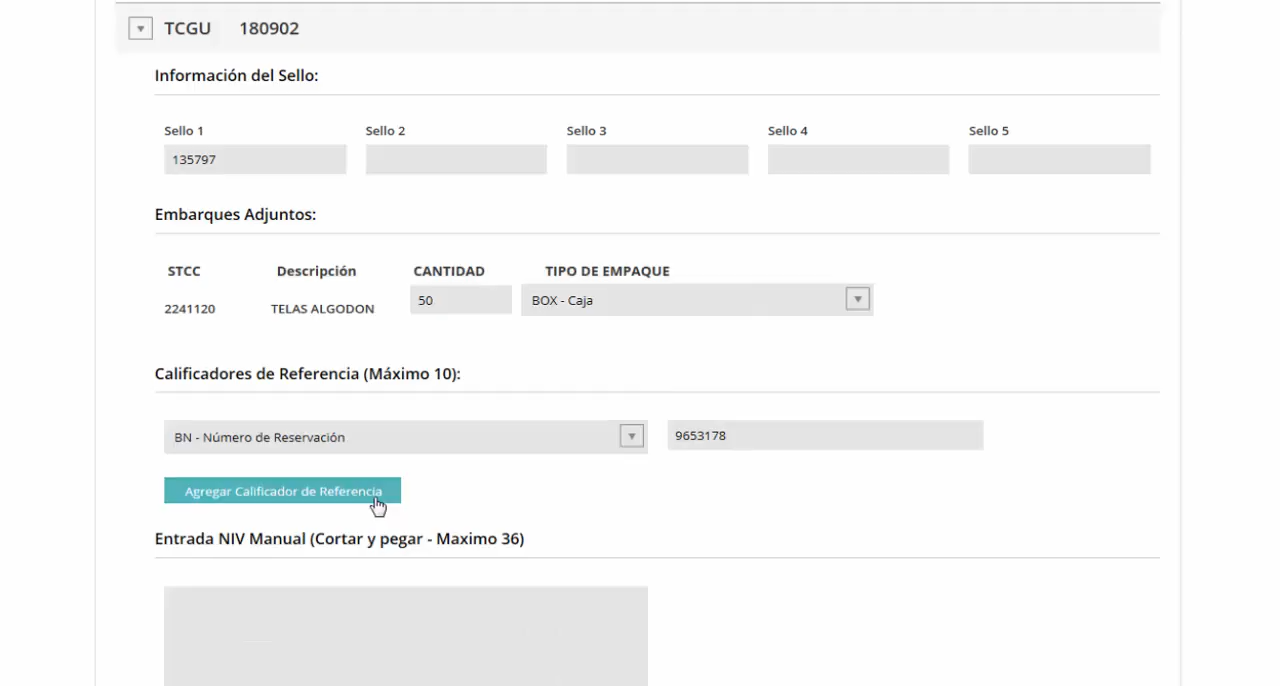 TCGU 180902
Información del Sello:
Sello 1 Sello 2 Sello 3 Sello 4 Sello 5
135797
Embarques Adjuntos:
STCC Descripción CANTIDAD TIPO DE EMPAQUE
2241120 TELAS ALGODON 50 BOX - Caja
Calificadores de Referencia (Máximo 10):
BN - Número de Reservación 9653178
Agregar Calificador de Referencia
Entrada NIV Manual (Cortar y pegar - Maximo 36)